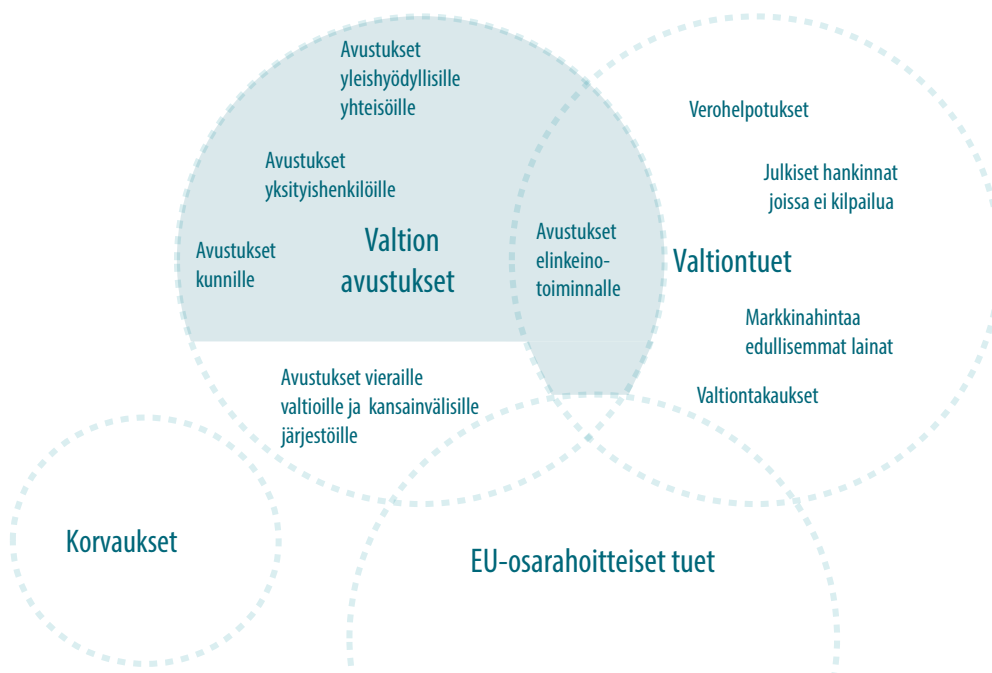 Avustukset
yleishyödyllisille
yhteisöille
Verohelpotukset
Avustukset
yksityishenkilöille
Julkiset hankinnat
joissa ei kilpailua
Avustukset
kunnille
Valtion
avustukset
Avustukset
elinkeino-
toiminnalle
Valtiontuet
Markkinahintaa
edullisemmat lainat
Avustukset vieraille
valtioille ja kansainvälisille
järjestöille
Valtiontakaukset
Korvaukset
EU-osarahoitteiset tuet